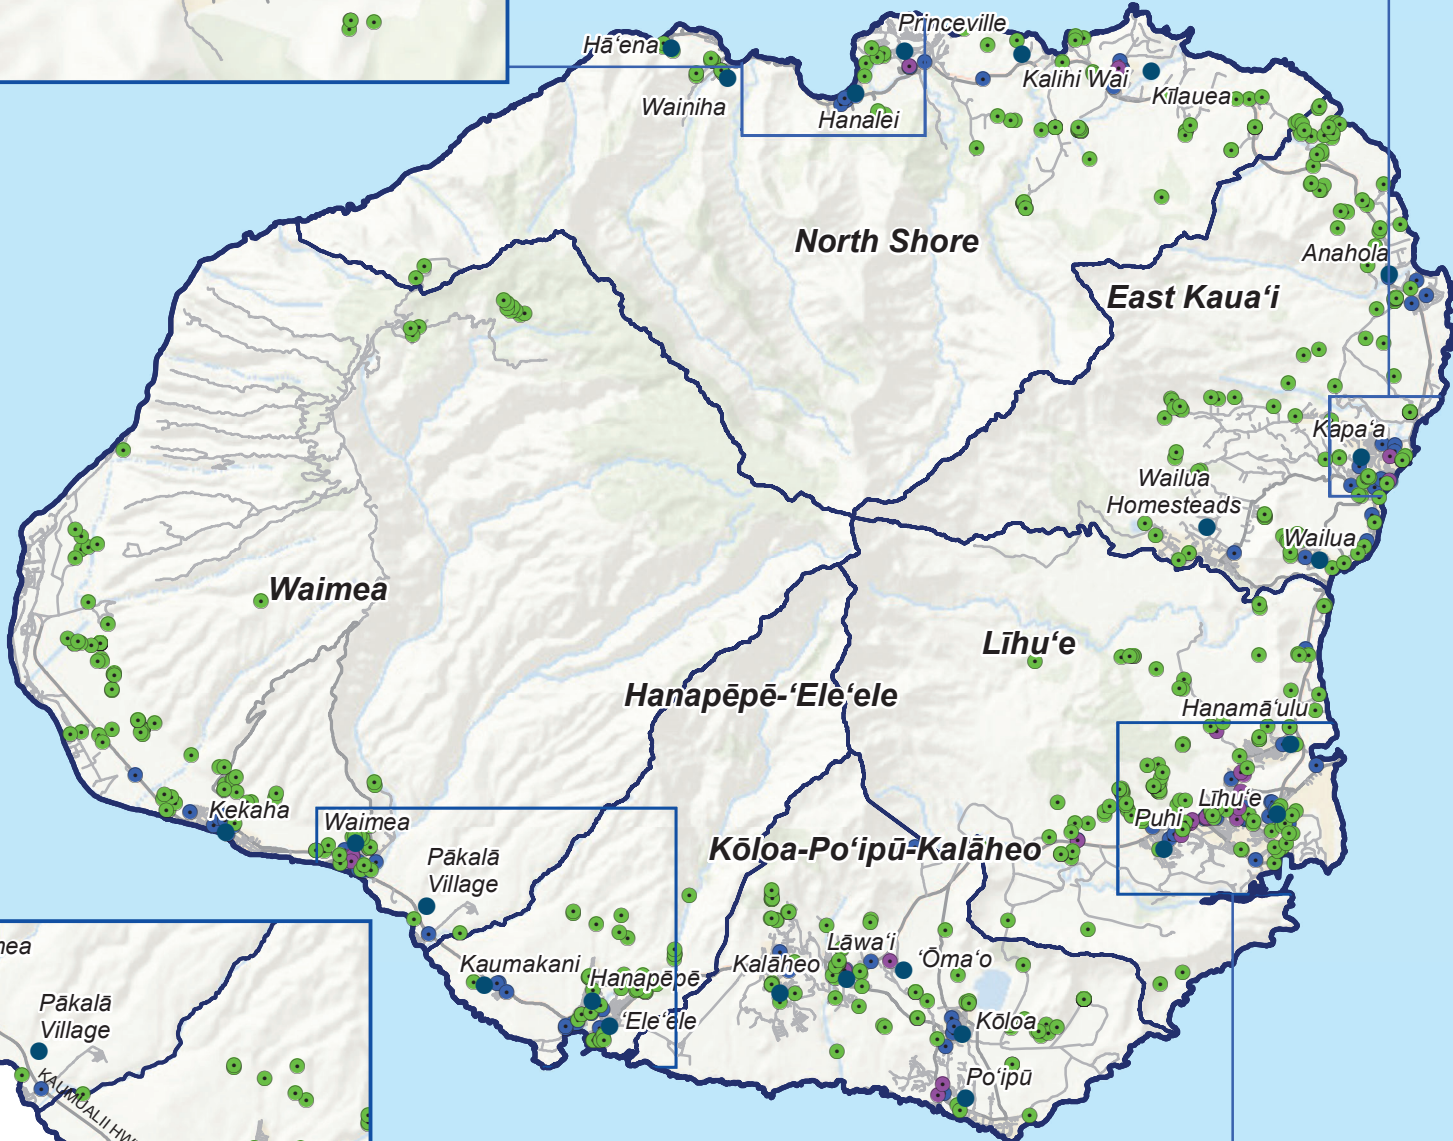 Princeville
Hāʻena
Kalihi Wai
Wainiha
Kīlauea
Hanalei
North Shore
Anahola
East Kauaʻi
Kapaʻa
Wailua
Homesteads
Wailua
Waimea
Līhuʻe
Hanapēpē-ʻEleʻele
Hanamāʻulu
Līhuʻe
Kekaha
Puhi
Waimea
Kōloa-Poʻipū-Kalāheo
Pākalā
Village
Lāwaʻi
ʻŌmaʻo
Kaumakani
Kalāheo
Hanapēpē
ʻEleʻele
Kōloa
Poʻipū
nea
Pākalā
Village
KAUMUALII HW